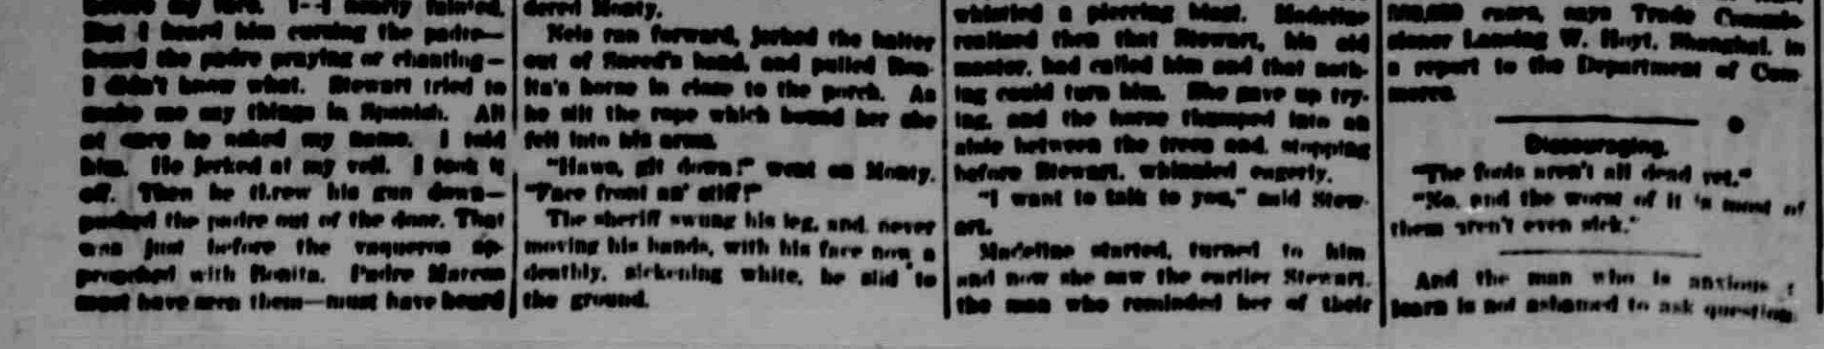 before my face. I—I nearly fainted.
But I heard him cursing the padre—
heard the padre praying or chanting—
I didn't know what. Stewart tried to
make me say things in Spanish. All
at once he asked my name. I told
him. He jerked at my veil. I took it
off. Then he threw his gun down—
pushed the padre out of the door. That
was just before the vaqueros ap-
proached with Bonita. Padre Marcos
must have seen them—must have heard
dered Monty.
Nels ran forward, jerked the halter
out of Sneed's hand, and pulled Bon-
ita's horse in close to the porch. As
he slit the rope which bound her she
fell into his arms.
"Hawe, git down!" went on Monty.
"Face front an' stiff!"
The sheriff swung his leg, and, never
moving his hands, with his face now a
deathly, sickening white, he slid to
the ground.
whistled a piercing blast. Madeline
realized then that Stewart, his old
master, had called him and that noth-
ing could turn him. She gave up try-
ing, and the horse thumped into an
aisle between the trees and, stopping
before Stewart, whinnied eagerly.
"I want to talk to you," said Stew-
art.
Madeline started, turned to him
and now she saw the earlier Stewart,
the man who reminded her of their
cases, says Trade Commis-
sioner Lansing W. Hoyt, Shanghai, in
a report to the Department of Com-
merce.
Discouraging.
"The fools aren't all dead yet."
"No, and the worst of it is most of
them aren't even sick."
And the man who is anxious t
learn is not ashamed to ask question